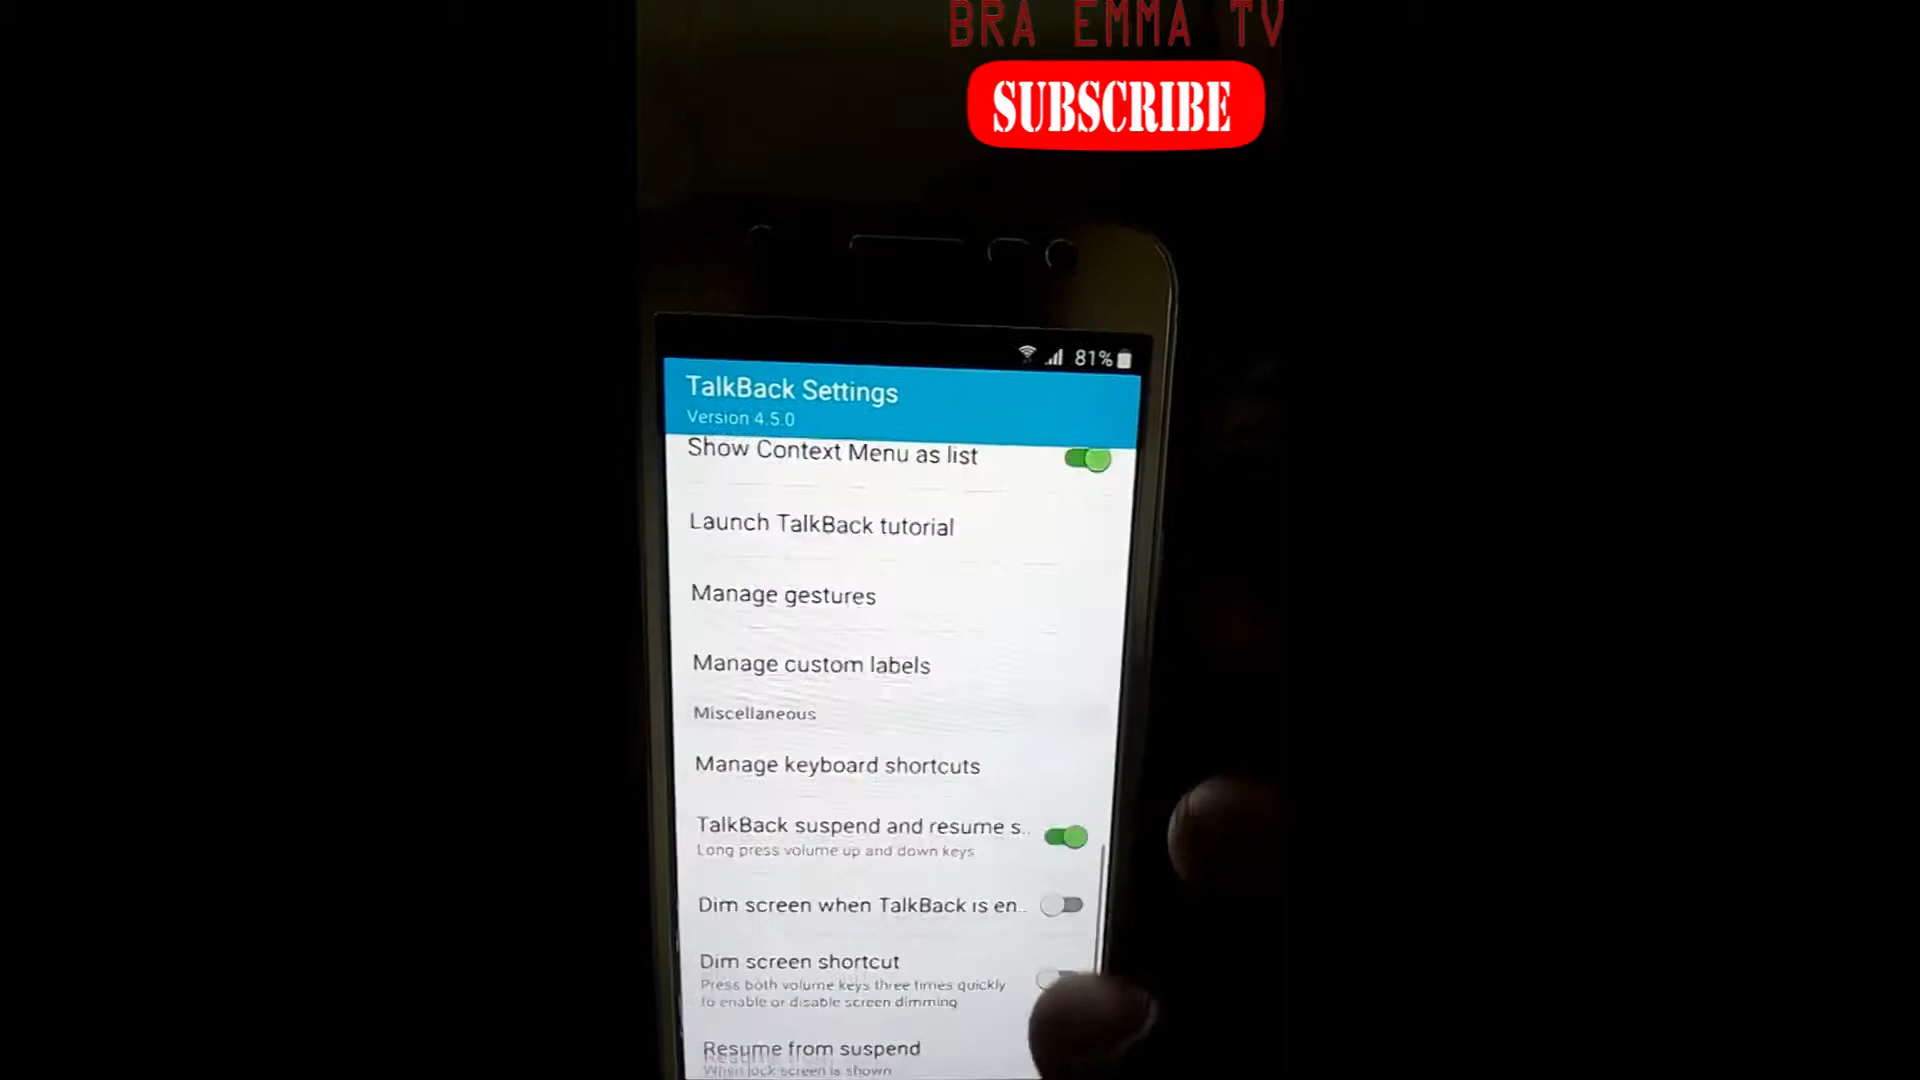 BRA EMMA TV
SUBSCRIBE
81%
TalkBack Settings
Version 4.5.0
Show Context Menu as list
Launch TalkBack tutorial
Manage gestures
Manage custom labels
Miscellaneous
Manage keyboard shortcuts
TalkBack suspend and resume s..
Long press volume up and down keys
Dim screen when TalkBack is en..
Dim screen shortcut
Press both volume keys three times quickly
to enable or disable screen dimming
Resume from suspend
When lock screen is shown